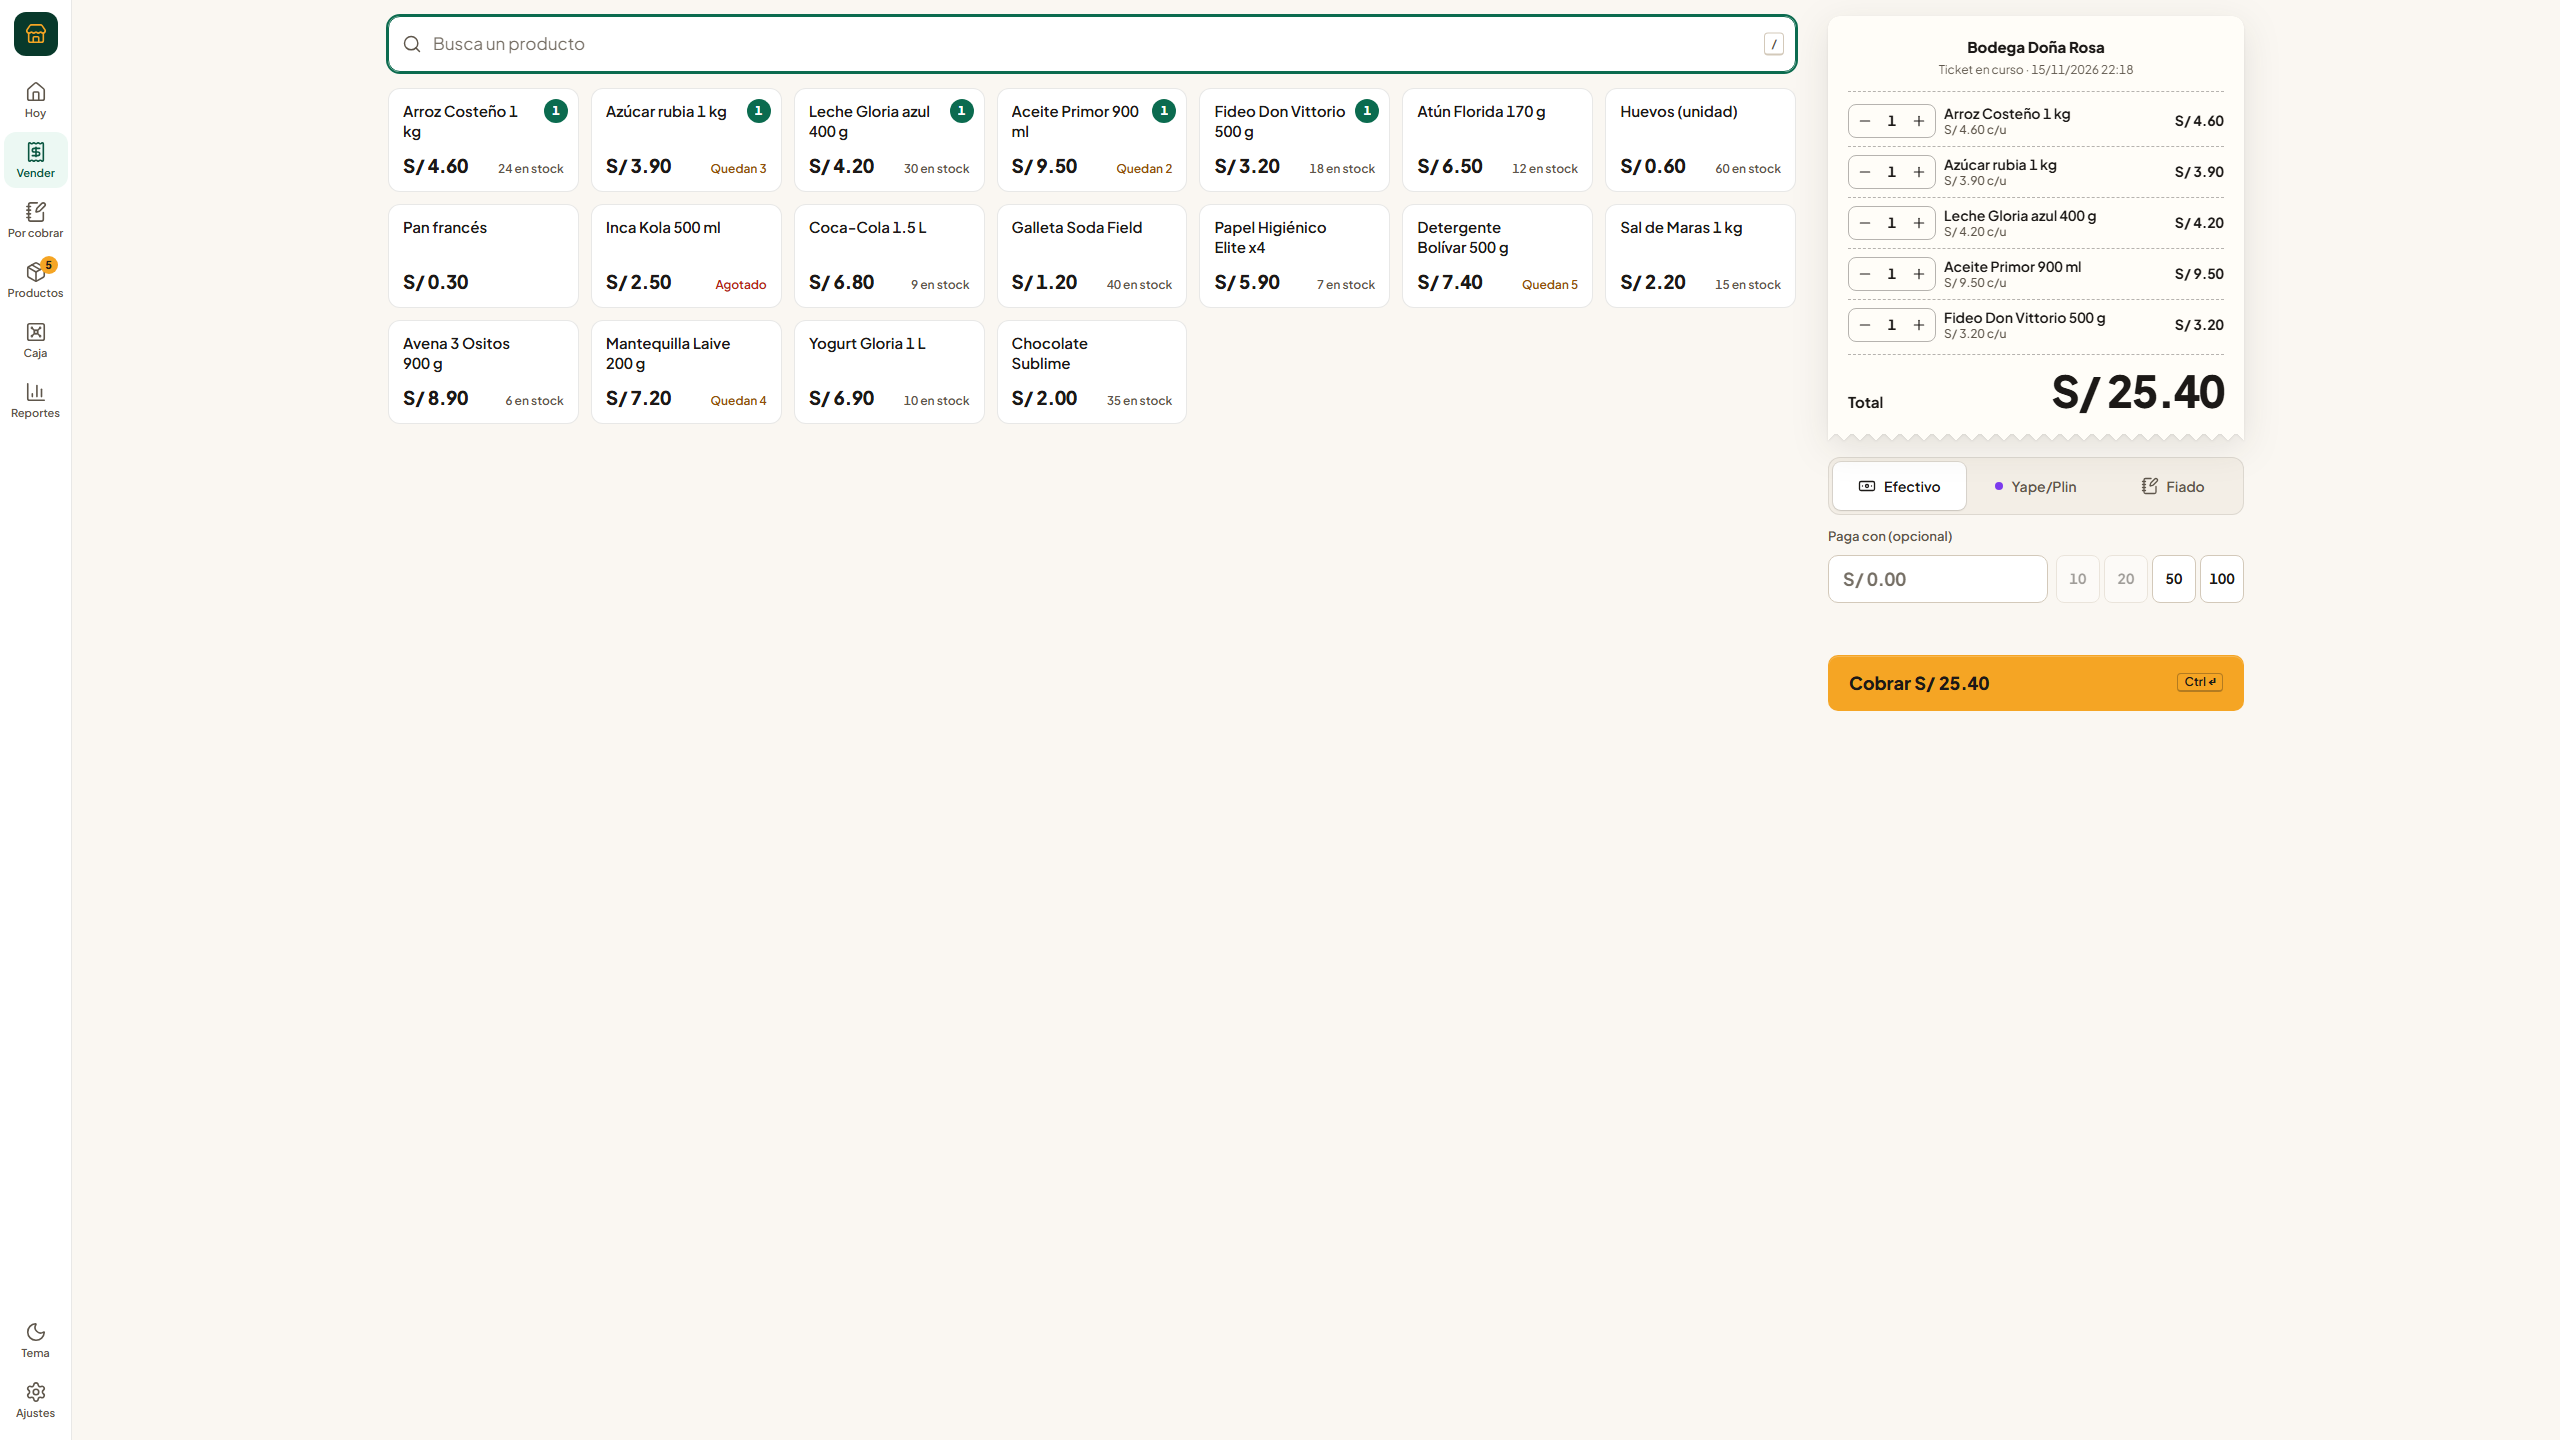 Hoy
Vender
Por cobrar
5
Productos
Caja
Reportes
Tema
Ajustes
Busca un producto
/
Arroz Costeño 1
kg
1
S/ 4.60
24 en stock
Azúcar rubia 1 kg
1
S/ 3.90
Quedan 3
Leche Gloria azul
400 g
1
S/ 4.20
30 en stock
Aceite Primor 900
ml
1
S/ 9.50
Quedan 2
Fideo Don Vittorio
500 g
1
S/ 3.20
18 en stock
Atún Florida 170 g
S/ 6.50
12 en stock
Huevos (unidad)
S/ 0.60
60 en stock
Pan francés
S/ 0.30
Inca Kola 500 ml
S/ 2.50
Agotado
Coca-Cola 1.5 L
S/ 6.80
9 en stock
Galleta Soda Field
S/ 1.20
40 en stock
Papel Higiénico
Elite x4
S/ 5.90
7 en stock
Detergente
Bolívar 500 g
S/ 7.40
Quedan 5
Sal de Maras 1 kg
S/ 2.20
15 en stock
Avena 3 Ositos
900 g
S/ 8.90
6 en stock
Mantequilla Laive
200 g
S/ 7.20
Quedan 4
Yogurt Gloria 1 L
S/ 6.90
10 en stock
Chocolate
Sublime
S/ 2.00
35 en stock
Bodega Doña Rosa
Ticket en curso · 15/11/2026 22:18
− 1 + Arroz Costeño 1 kg S/ 4.60
S/ 4.60 c/u
− 1 + Azúcar rubia 1 kg S/ 3.90
S/ 3.90 c/u
− 1 + Leche Gloria azul 400 g S/ 4.20
S/ 4.20 c/u
− 1 + Aceite Primor 900 ml S/ 9.50
S/ 9.50 c/u
− 1 + Fideo Don Vittorio 500 g S/ 3.20
S/ 3.20 c/u
Total S/ 25.40
Efectivo Yape/Plin Fiado
Paga con (opcional)
S/ 0.00 10 20 50 100
Cobrar S/ 25.40 Ctrl ↵